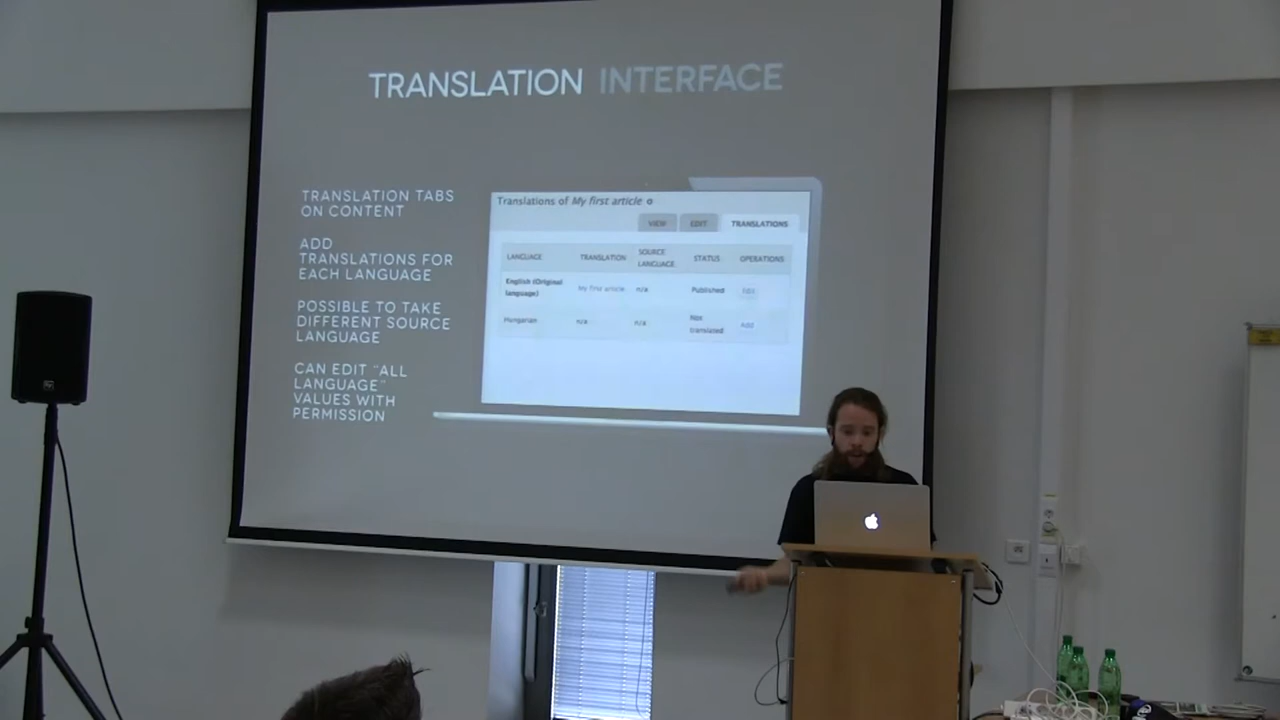 TRANSLATION INTERFACE
TRANSLATION TABS
ON CONTENT
ADD
TRANSLATIONS FOR
EACH LANGUAGE
POSSIBLE TO TAKE
DIFFERENT SOURCE
LANGUAGE
CAN EDIT "ALL
LANGUAGE"
VALUES WITH
PERMISSION
Translations of My first article
VIEW EDIT TRANSLATIONS
LANGUAGE TRANSLATION SOURCE LANGUAGE STATUS OPERATIONS
English (Original language) My first article n/a Published Edit
Hungarian n/a n/a Not translated Add